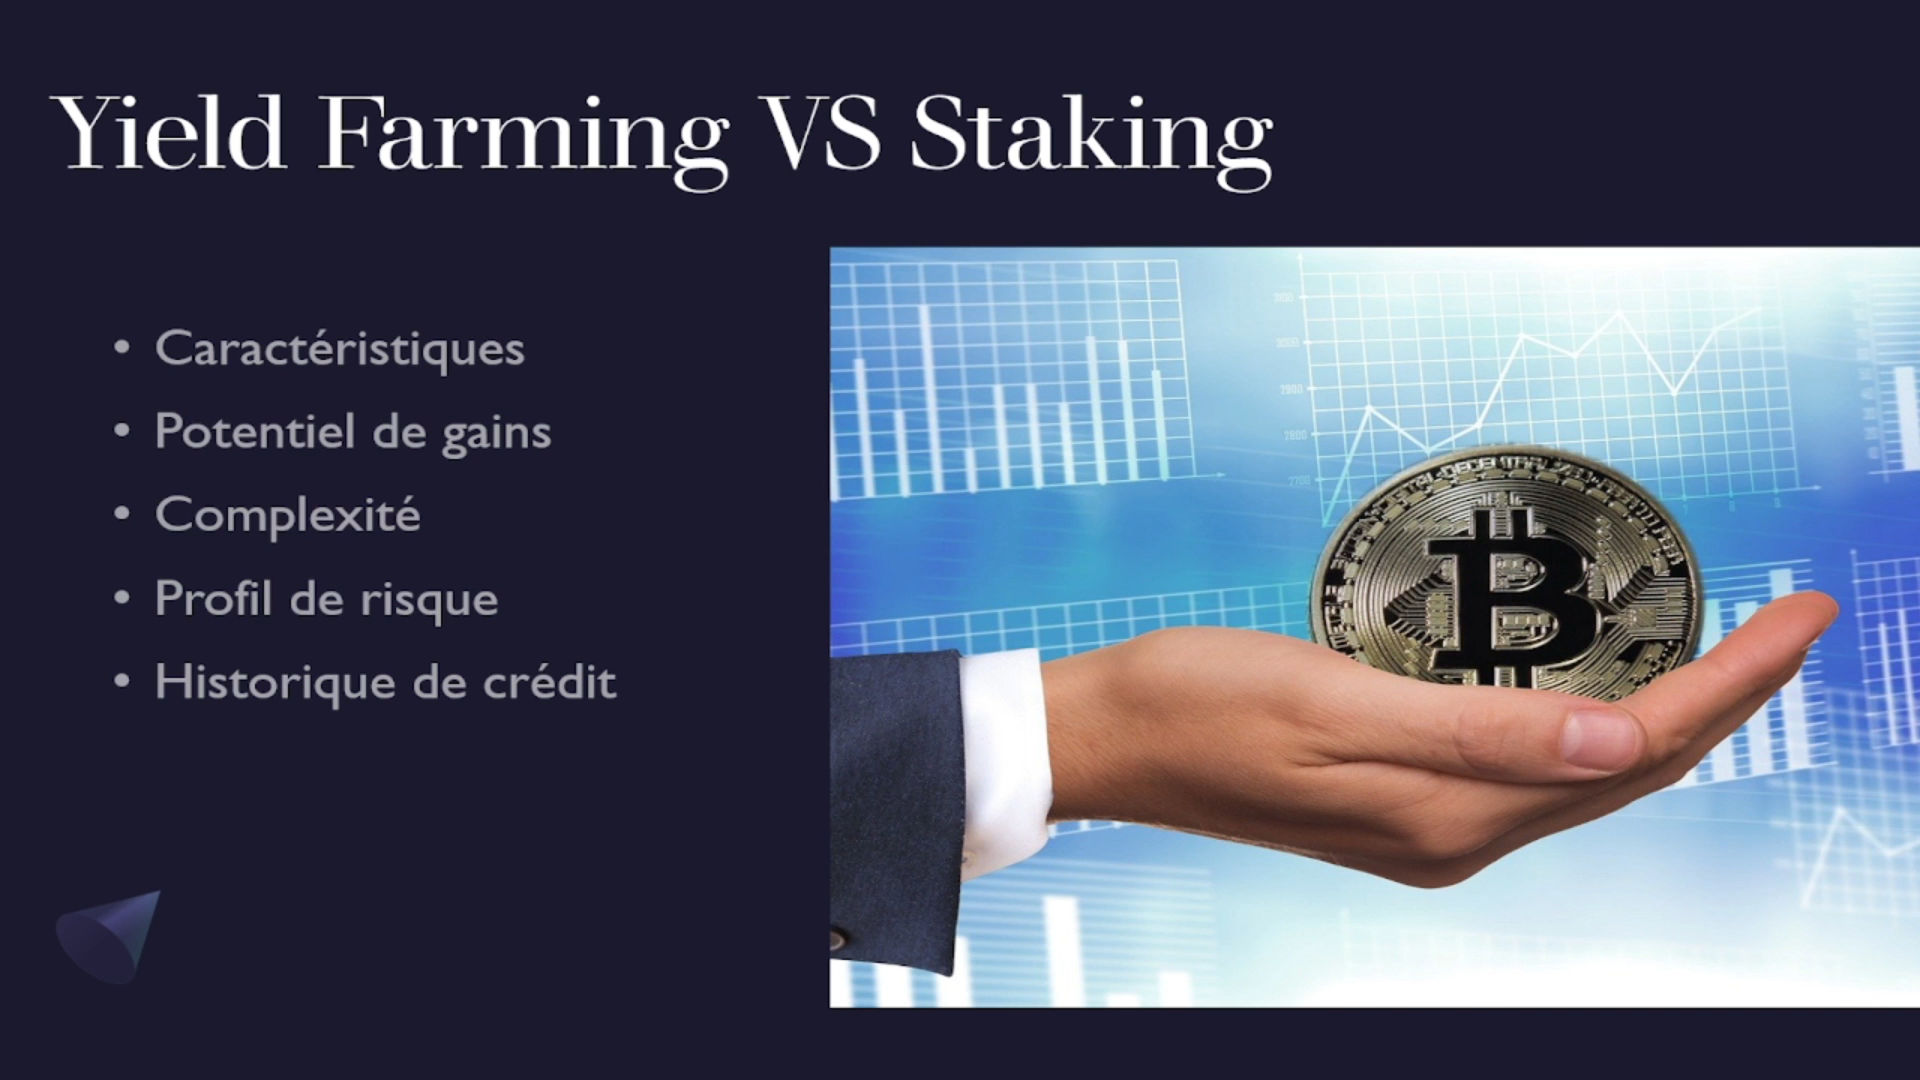 Yield Farming VS Staking
• Caractéristiques
• Potentiel de gains
• Complexité
• Profil de risque
• Historique de crédit